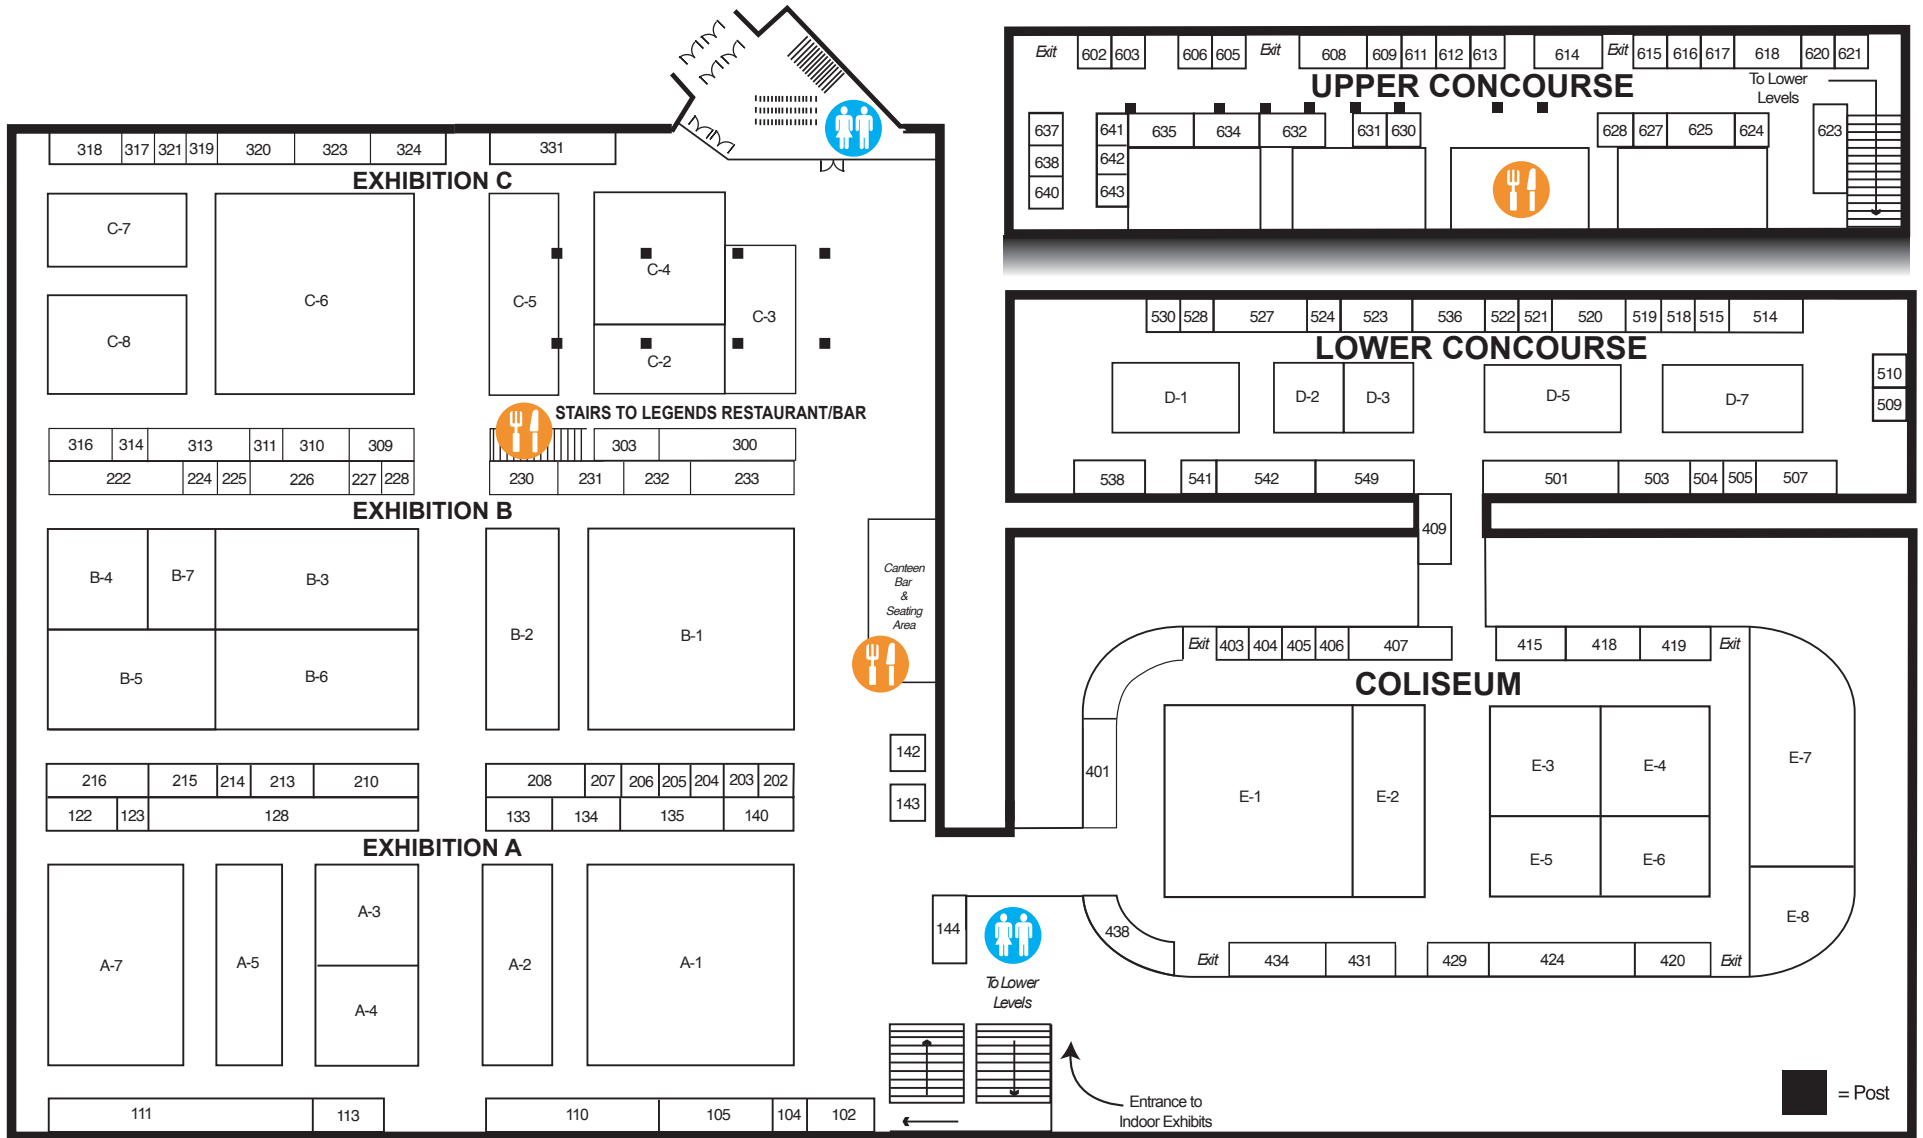 318 317 321 319 320 323 324 331
EXHIBITION C
C-7 C-6 C-5 C-4 C-3 C-2 C-8
STAIRS TO LEGENDS RESTAURANT/BAR
316 314 313 311 310 309 303 300
222 224 225 226 227 228 230 231 232 233
EXHIBITION B
B-4 B-7 B-3 B-2 B-1
B-5 B-6
Canteen
Bar
&
Seating
Area
142
143
216 215 214 213 210 208 207 206 205 204 203 202
122 123 128 133 134 135 140
EXHIBITION A
A-7 A-5 A-3 A-4 A-2 A-1
144
To Lower
Levels
111 113 110 105 104 102
Entrance to
Indoor Exhibits
Exit 602 603 606 605 Exit 608 609 611 612 613 614 Exit 615 616 617 618 620 621
UPPER CONCOURSE
To Lower
Levels
637 641 635 634 632 631 630 628 627 625 624 623
638 642
640 643
530 528 527 524 523 536 522 521 520 519 518 515 514
LOWER CONCOURSE
D-1 D-2 D-3 D-5 D-7
510
509
538 541 542 549 501 503 504 505 507
409
Exit 403 404 405 406 407 415 418 419 Exit
COLISEUM
401 E-1 E-2 E-3 E-4 E-7
E-5 E-6 E-8
438
Exit 434 431 429 424 420 Exit
= Post